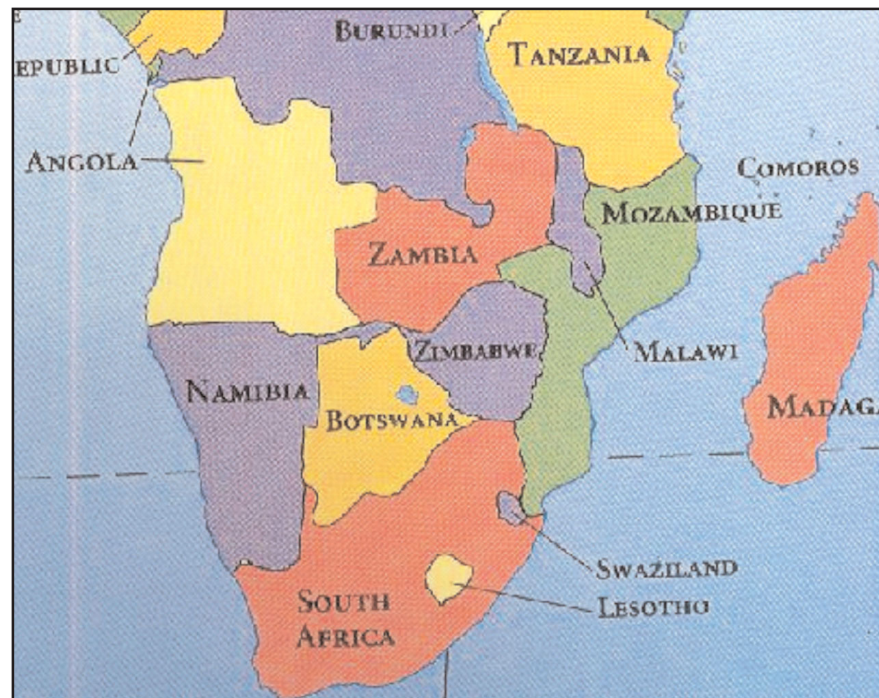 BURUNDI
TANZANIA
EPUBLIC
ANGOLA
COMOROS
MOZAMBIQUE
ZAMBIA
ZIMBABWE
MALAWI
NAMIBIA
BOTSWANA
MADAGA
SWAZILAND
LESOTHO
SOUTH
AFRICA